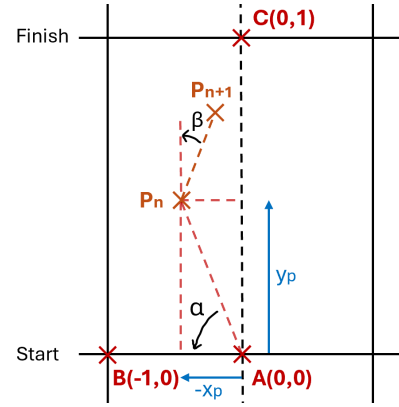 C(0,1)
Finish
Pn+1
β
Pn
α
yp
Start
B(-1,0)
-xp
A(0,0)